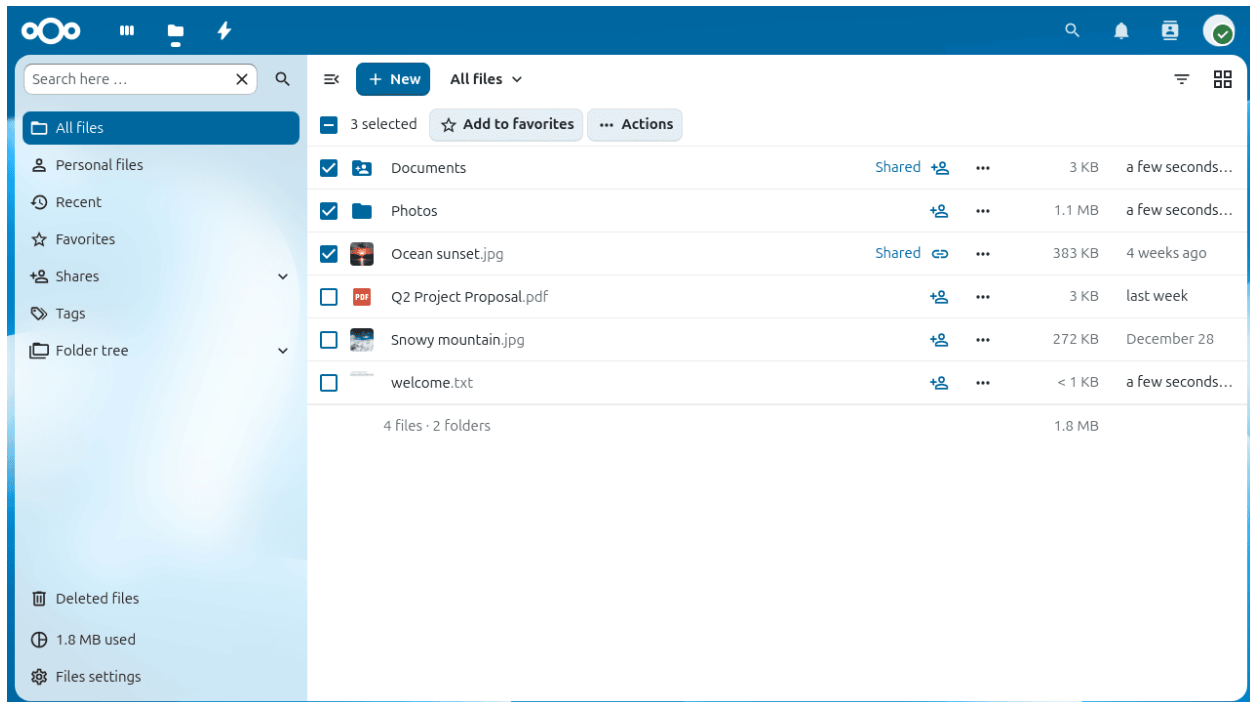 Search here ...
New
All files
3 selected
Add to favorites
Actions
All files
Personal files
Recent
Favorites
Shares
Tags
Folder tree
Documents Shared 3 KB a few seconds...
Photos 1.1 MB a few seconds...
Ocean sunset.jpg Shared 383 KB 4 weeks ago
PDF Q2 Project Proposal.pdf 3 KB last week
Snowy mountain.jpg 272 KB December 28
welcome.txt < 1 KB a few seconds...
4 files · 2 folders 1.8 MB
Deleted files
1.8 MB used
Files settings